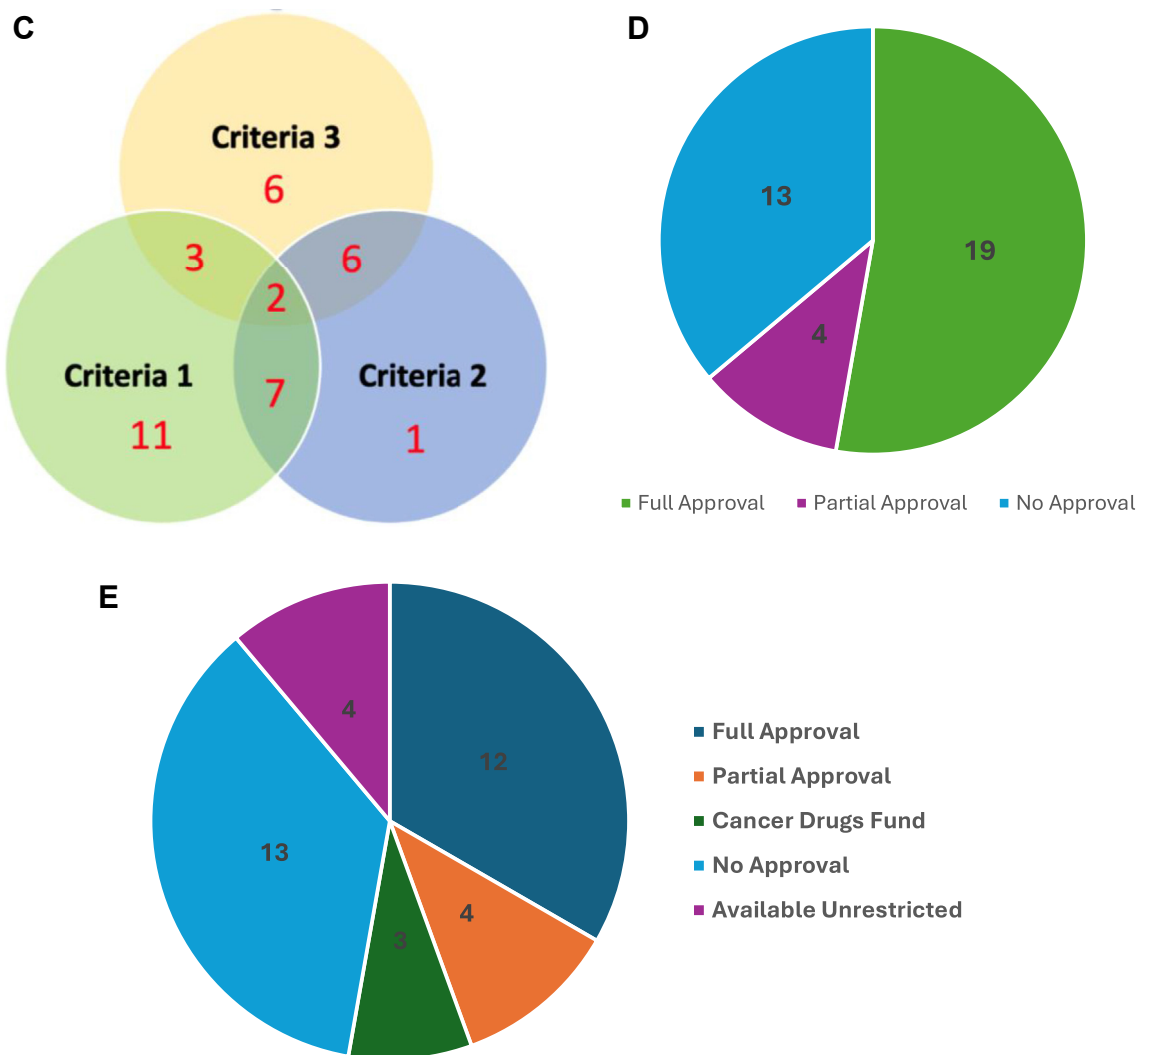 C
Criteria 3
6
3
6
2
Criteria 1
Criteria 2
7
11
1
D
13
19
4
Full Approval Partial Approval No Approval
E
4
12
13
4
3
Full Approval
Partial Approval
Cancer Drugs Fund
No Approval
Available Unrestricted